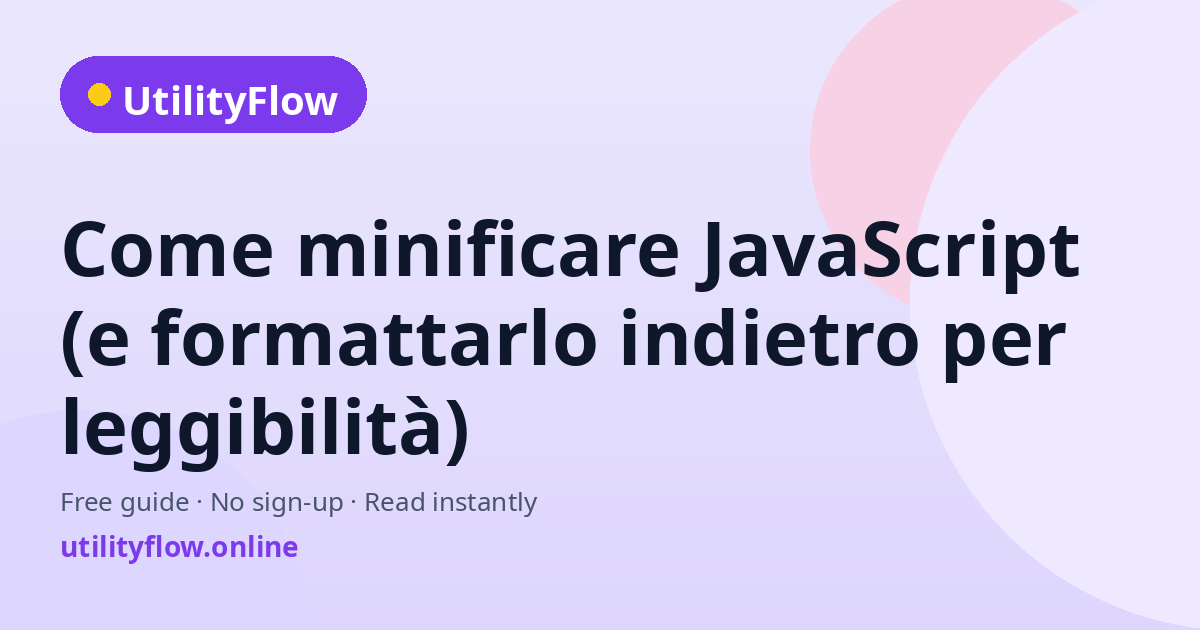 UtilityFlow
Come minificare JavaScript
(e formattarlo indietro per
leggibilità)
Free guide · No sign-up · Read instantly
utilityflow.online